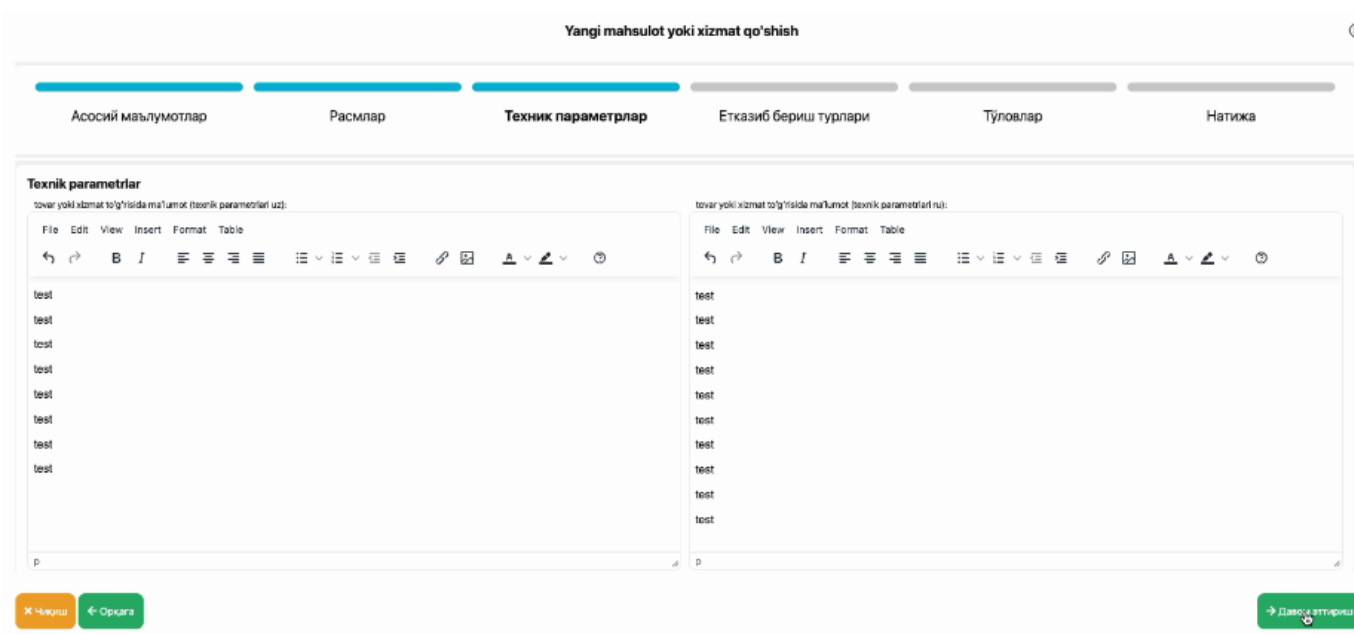 Yangi mahsulot yoki xizmat qo'shish
Асосий маълумотлар Расмлар Техник параметрлар Етказиб бериш турлари Тўловлар Натижа
Texnik parametrlar
tovar yoki xizmat to'g'risida ma'lumot (texnik parametrlari uz): tovar yoki xizmat to'g'risida ma'lumot (texnik parametrlari ru):
File Edit View Insert Format Table File Edit View Insert Format Table
test test
test test
test test
test test
test test
test test
test test
test test
test
test
P P
Чиқиш Орқага Давом эттириш